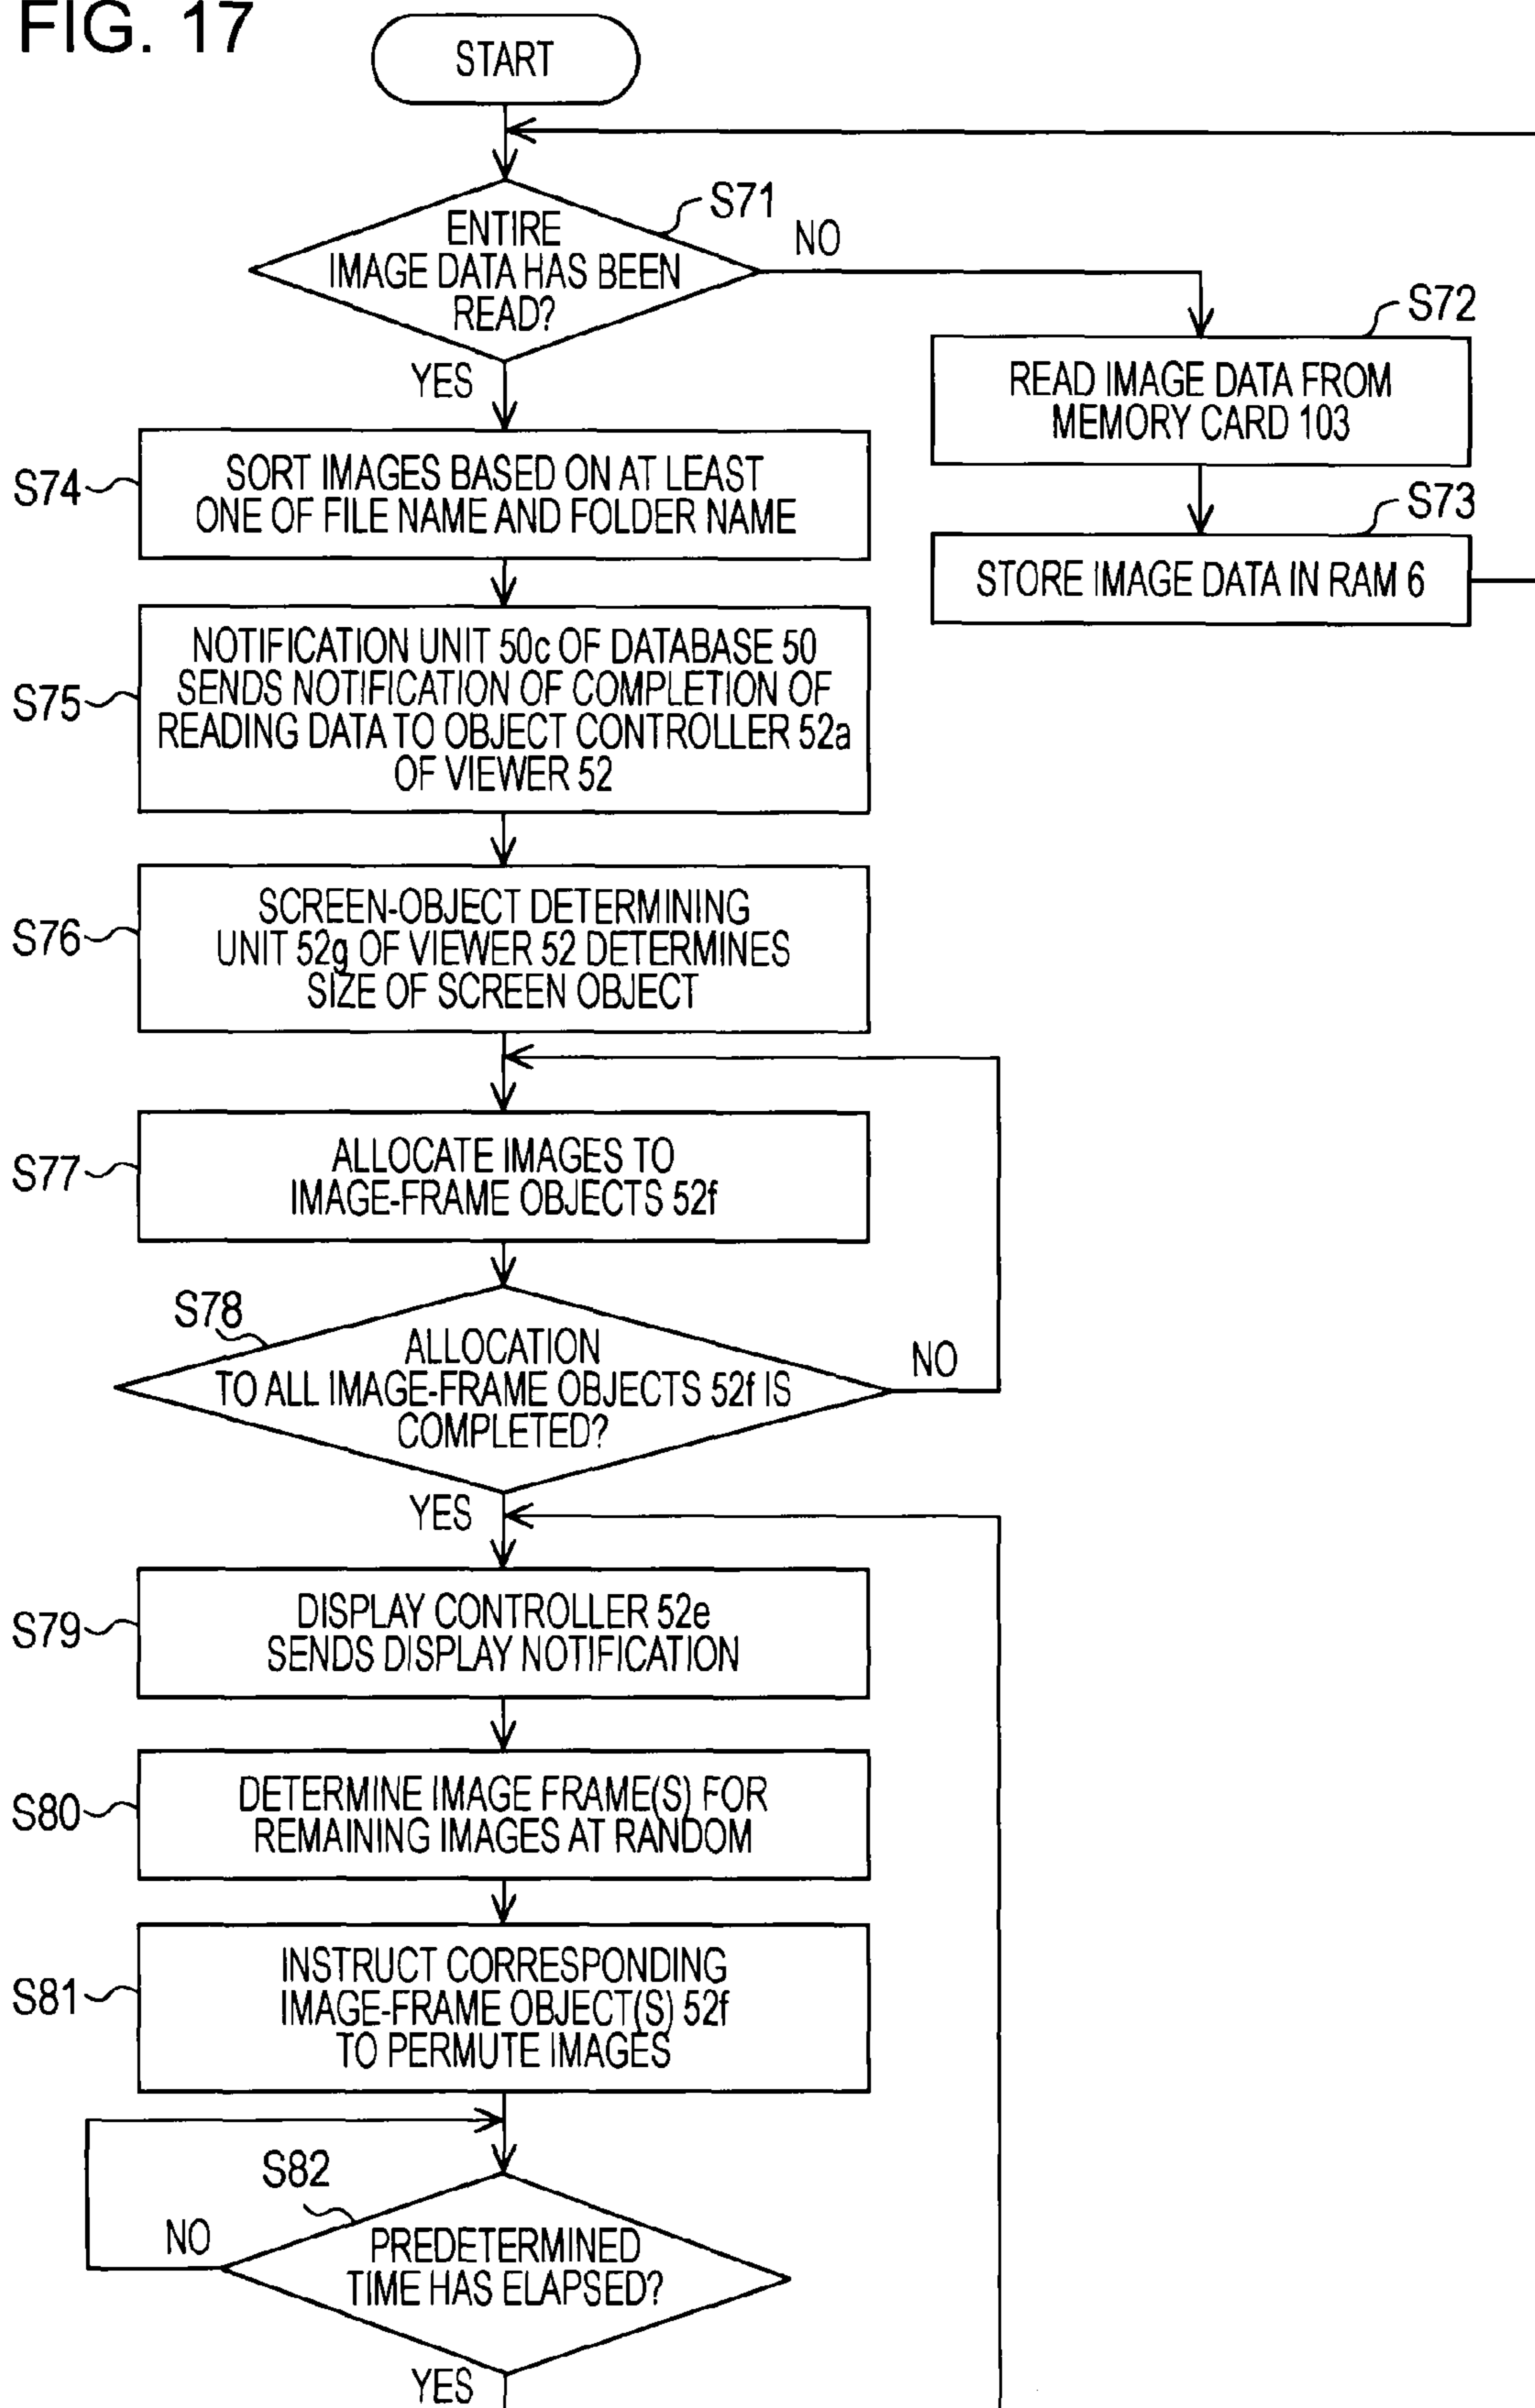 FIG. 17
START
S71
ENTIRE
IMAGE DATA HAS BEEN
READ?
NO
YES
S72
READ IMAGE DATA FROM
MEMORY CARD 103
S73
STORE IMAGE DATA IN RAM 6
S74
SORT IMAGES BASED ON AT LEAST
ONE OF FILE NAME AND FOLDER NAME
S75
NOTIFICATION UNIT 50c OF DATABASE 50
SENDS NOTIFICATION OF COMPLETION OF
READING DATA TO OBJECT CONTROLLER 52a
OF VIEWER 52
S76
SCREEN-OBJECT DETERMINING
UNIT 52g OF VIEWER 52 DETERMINES
SIZE OF SCREEN OBJECT
S77
ALLOCATE IMAGES TO
IMAGE-FRAME OBJECTS 52f
S78
ALLOCATION
TO ALL IMAGE-FRAME OBJECTS 52f IS
COMPLETED?
NO
YES
S79
DISPLAY CONTROLLER 52e
SENDS DISPLAY NOTIFICATION
S80
DETERMINE IMAGE FRAME(S) FOR
REMAINING IMAGES AT RANDOM
S81
INSTRUCT CORRESPONDING
IMAGE-FRAME OBJECT(S) 52f
TO PERMUTE IMAGES
S82
NO
PREDETERMINED
TIME HAS ELAPSED?
YES